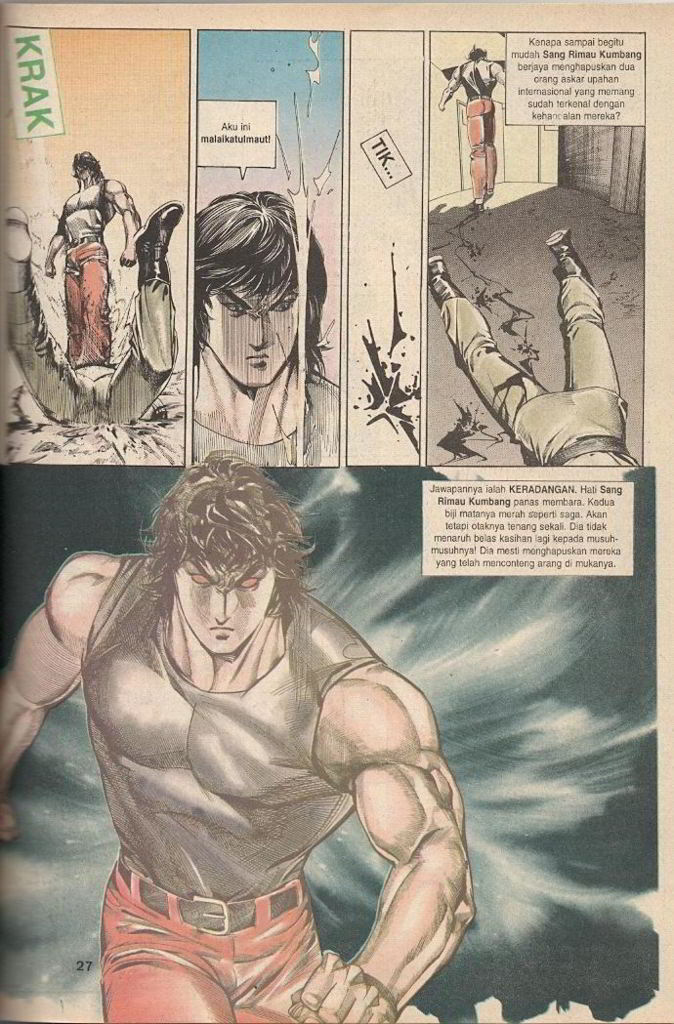 KRAK
Aku ini
malaikatulmaut!
TIK...
Kenapa sampai begitu
mudah Sang Rimau Kumbang
berjaya menghapuskan dua
orang askar upahan
internasional yang memang
sudah terkenal dengan
kehandalan mereka?
Jawapannya ialah KERADANGAN. Hati Sang
Rimau Kumbang panas membara. Kedua
biji matanya merah seperti saga. Akan
tetapi otaknya tenang sekali. Dia tidak
menaruh belas kasihan lagi kepada musuh-
musuhnya! Dia mesti menghapuskan mereka
yang telah menconteng arang di mukanya.
27